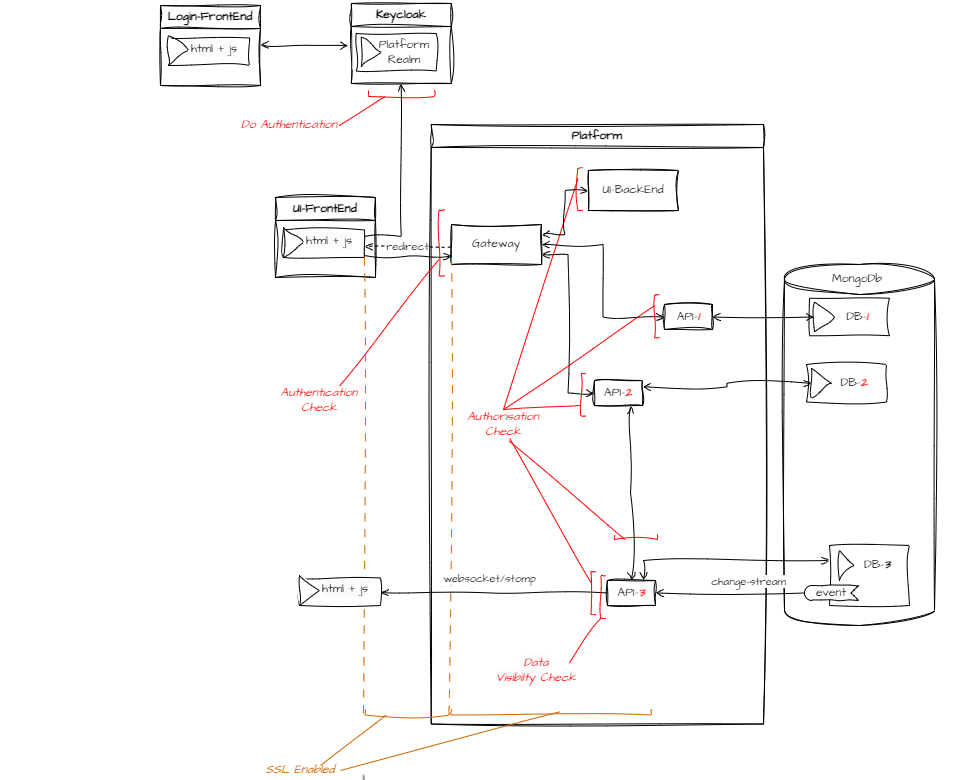 Login-FrontEnd
html + js
Keycloak
Platform
Realm
Do Authentication
Platform
UI-BackEnd
UI-FrontEnd
html + js
redirect
Gateway
MongoDb
API-1
DB-1
API-2
DB-2
Authentication
Check
Authorisation
Check
DB-3
html + js
websocket/stomp
API-3
change-stream
event
Data
Visibilty Check
SSL Enabled